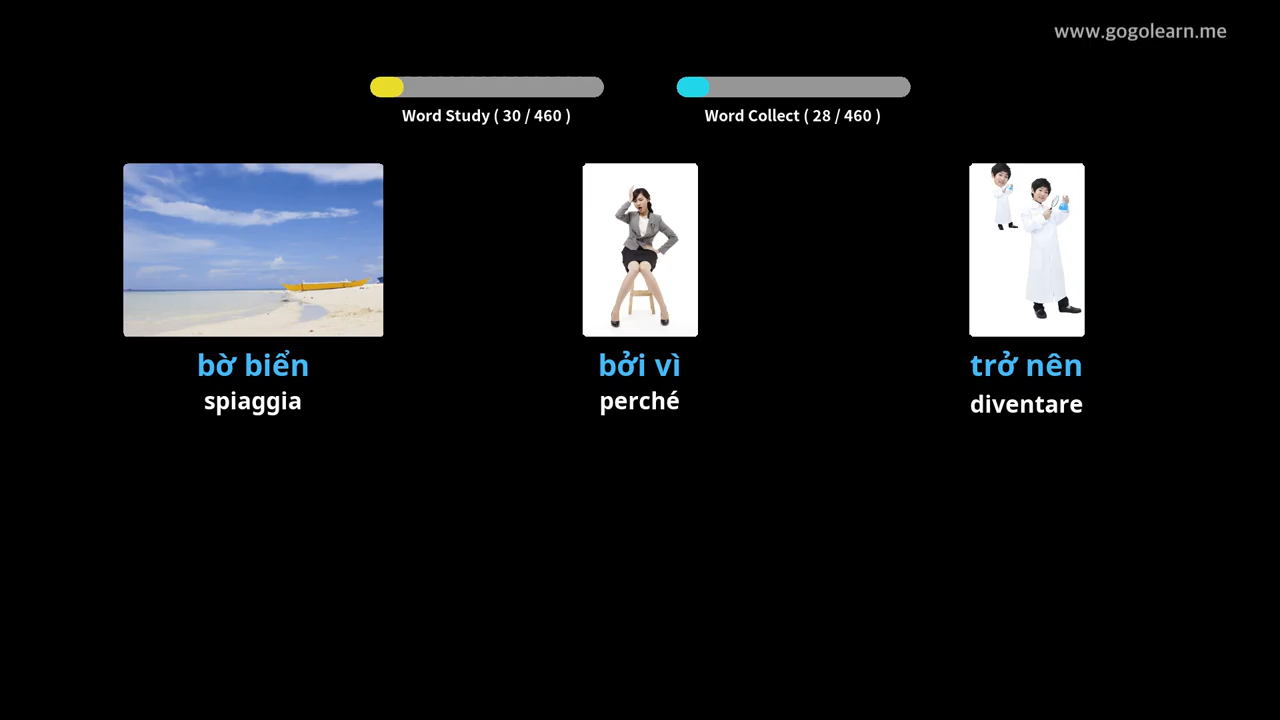 www.gogolearn.me
Word Study ( 30 / 460 )
Word Collect ( 28 / 460 )
bờ biển
spiaggia
bởi vì
perché
trở nên
diventare